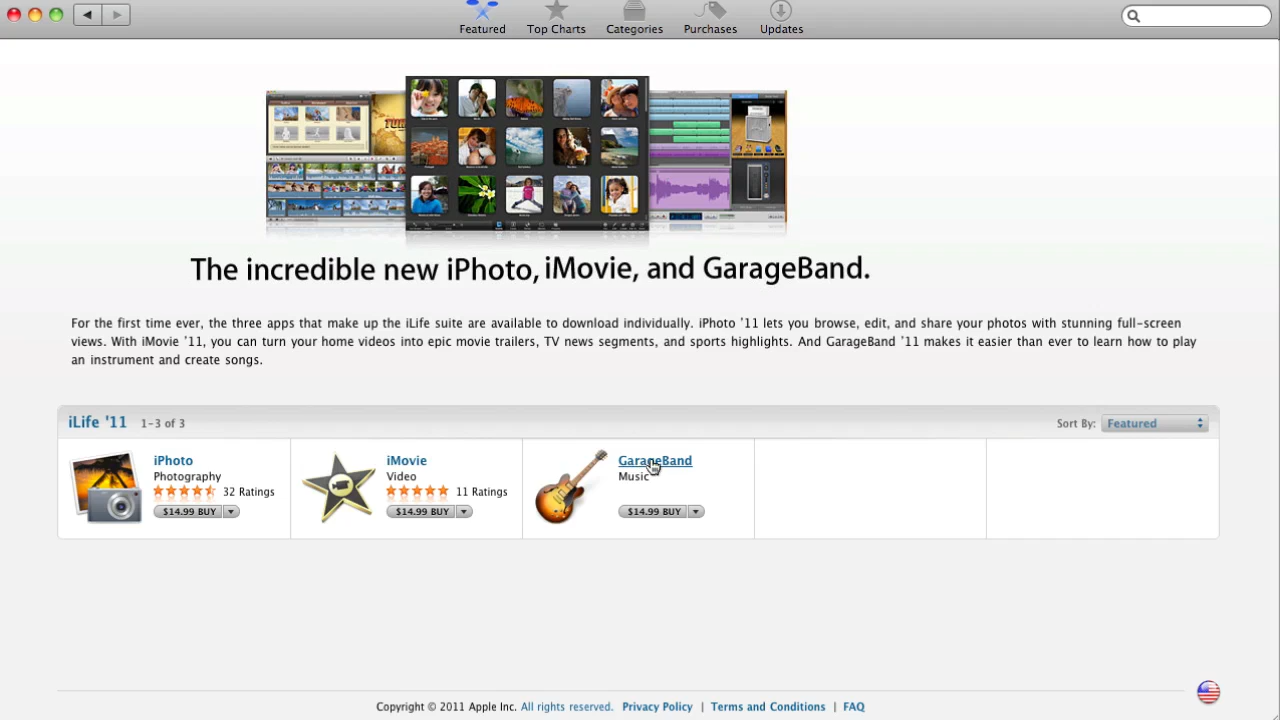 Featured
Top Charts
Categories
Purchases
Updates
The incredible new iPhoto, iMovie, and GarageBand.
For the first time ever, the three apps that make up the iLife suite are available to download individually. iPhoto '11 lets you browse, edit, and share your photos with stunning full-screen
views. With iMovie '11, you can turn your home videos into epic movie trailers, TV news segments, and sports highlights. And GarageBand '11 makes it easier than ever to learn how to play
an instrument and create songs.
iLife '11 1-3 of 3
Sort By: Featured
iPhoto
Photography
32 Ratings
$14.99 BUY
iMovie
Video
11 Ratings
$14.99 BUY
GarageBand
Music
$14.99 BUY
Copyright © 2011 Apple Inc. All rights reserved. Privacy Policy | Terms and Conditions | FAQ